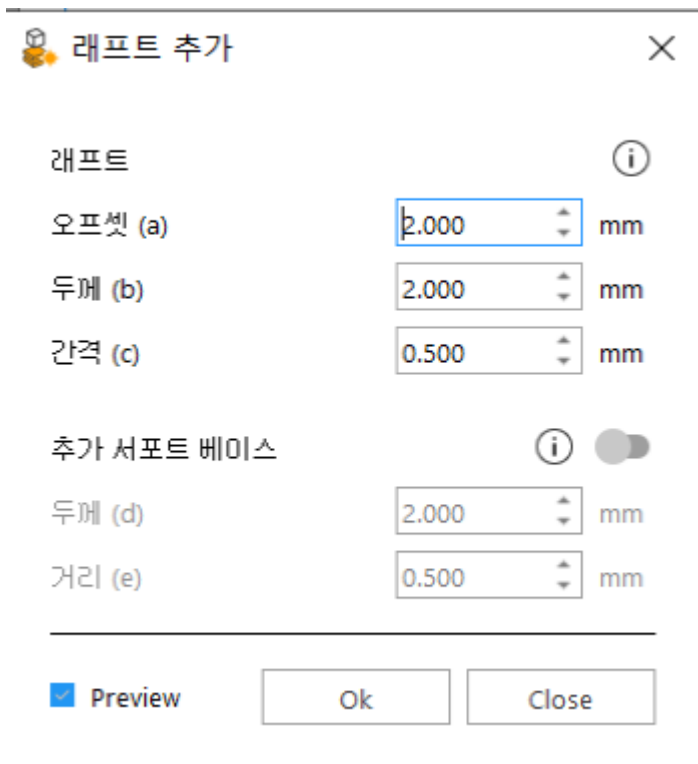 래프트 추가
래프트
오프셋 (a) 2.000 mm
두께 (b) 2.000 mm
간격 (c) 0.500 mm
추가 서포트 베이스
두께 (d) 2.000 mm
거리 (e) 0.500 mm
Preview Ok Close